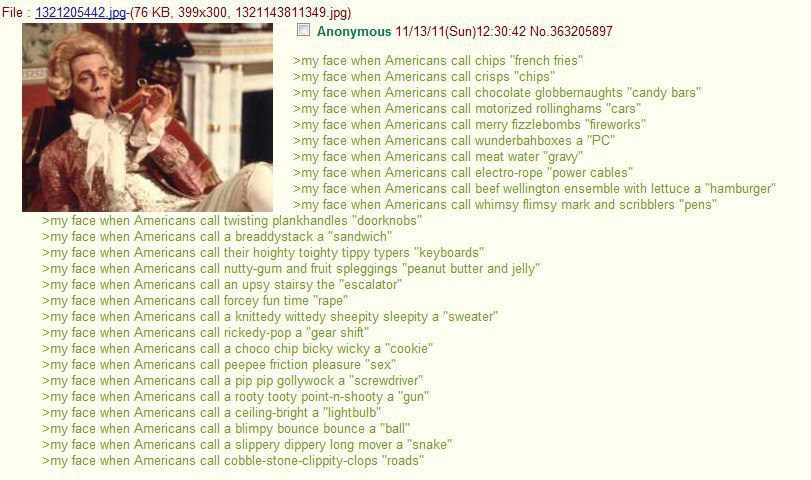 File : 1321205442.jpg-(76 KB, 399x300, 1321143811349.jpg)
Anonymous 11/13/11(Sun)12:30:42 No.363205897
>my face when Americans call chips "french fries"
>my face when Americans call crisps "chips"
>my face when Americans call chocolate globbernaughts "candy bars"
>my face when Americans call motorized rollinghams "cars"
>my face when Americans call merry fizzlebombs "fireworks"
>my face when Americans call wunderbahboxes a "PC"
>my face when Americans call meat water "gravy"
>my face when Americans call electro-rope "power cables"
>my face when Americans call beef wellington ensemble with lettuce a "hamburger"
>my face when Americans call whimsy flimsy mark and scribblers "pens"
>my face when Americans call twisting plankhandles "doorknobs"
>my face when Americans call a breaddystack a "sandwich"
>my face when Americans call their hoighty toighty tippy typers "keyboards"
>my face when Americans call nutty-gum and fruit spleggings "peanut butter and jelly"
>my face when Americans call an upsy stairsy the "escalator"
>my face when Americans call forcey fun time "rape"
>my face when Americans call a knittedy wittedy sheepity sleepity a "sweater"
>my face when Americans call rickedy-pop a "gear shift"
>my face when Americans call a choco chip bicky wicky a "cookie"
>my face when Americans call peepee friction pleasure "sex"
>my face when Americans call a pip pip gollywock a "screwdriver"
>my face when Americans call a rooty tooty point-n-shooty a "gun"
>my face when Americans call a ceiling-bright a "lightbulb"
>my face when Americans call a blimpy bounce bounce a "ball"
>my face when Americans call a slippery dippery long mover a "snake"
>my face when Americans call cobble-stone-clippity-clops "roads"